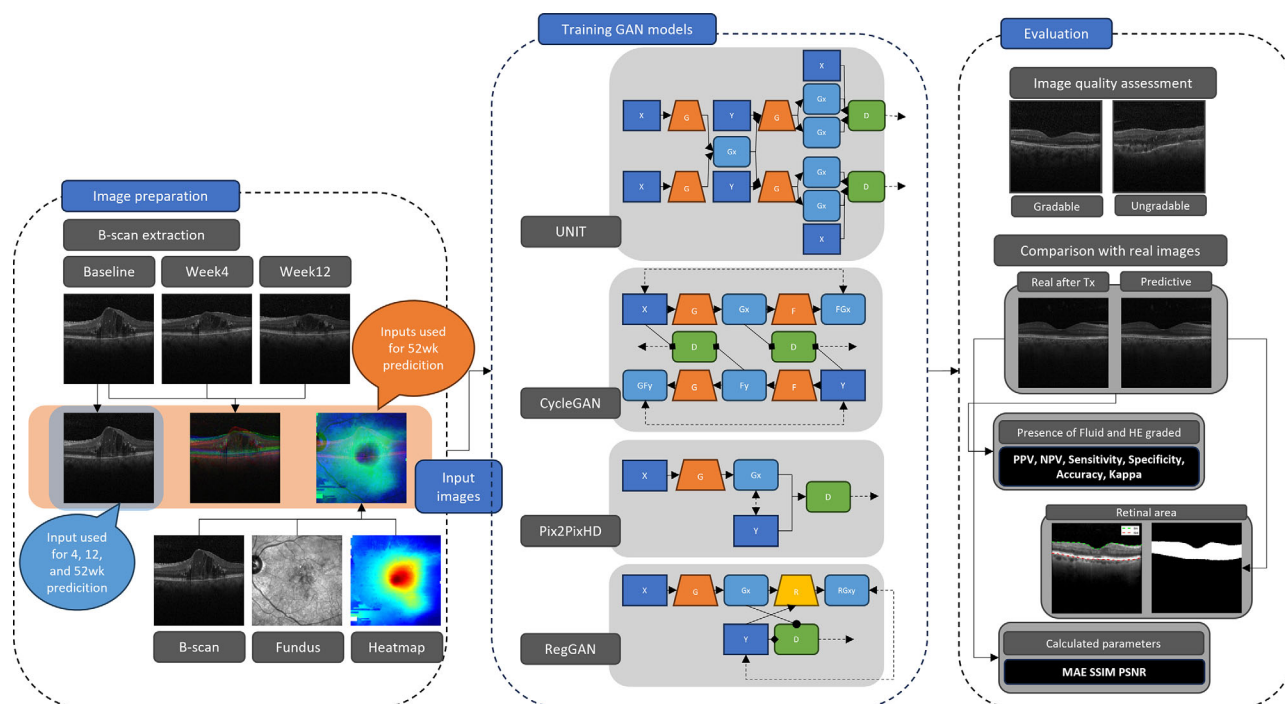 Image preparation
B-scan extraction
Baseline
Week4
Week12
Inputs used
for 52wk
predicition
Input
images
Input used
for 4, 12,
and 52wk
predicition
B-scan
Fundus
Heatmap
Training GAN models
X
G
Y
G
X
Gx
Gx
D
Gx
X
G
Y
G
Gx
Gx
X
D
UNIT
X
G
Gx
F
FGx
D
D
GFy
G
Fy
F
Y
CycleGAN
X
G
Gx
D
Y
Pix2PixHD
X
G
Gx
R
RGxy
Y
D
RegGAN
Evaluation
Image quality assessment
Gradable
Ungradable
Comparison with real images
Real after Tx
Predictive
Presence of Fluid and HE graded
PPV, NPV, Sensitivity, Specificity,
Accuracy, Kappa
Retinal area
Calculated parameters
MAE SSIM PSNR